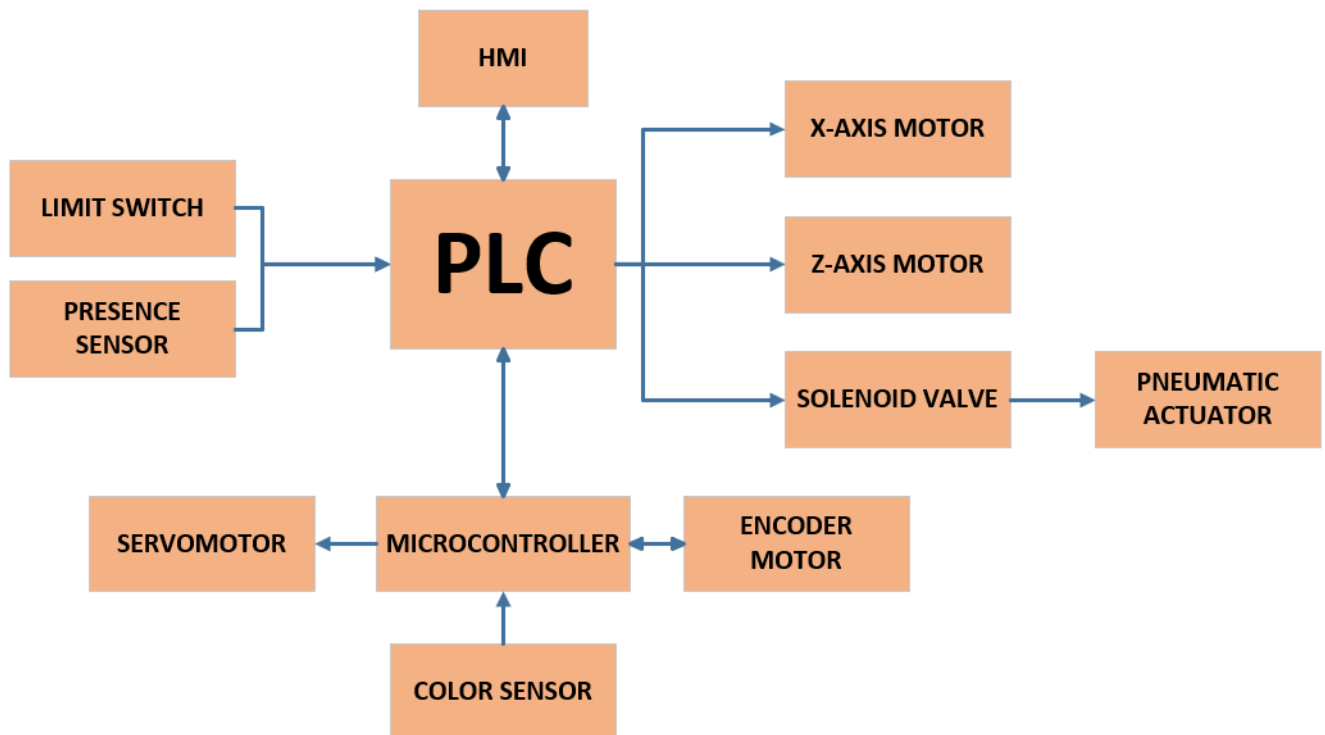 HMI
X-AXIS MOTOR
LIMIT SWITCH
PLC
Z-AXIS MOTOR
PRESENCE
SENSOR
SOLENOID VALVE
PNEUMATIC
ACTUATOR
SERVOMOTOR
MICROCONTROLLER
ENCODER
MOTOR
COLOR SENSOR